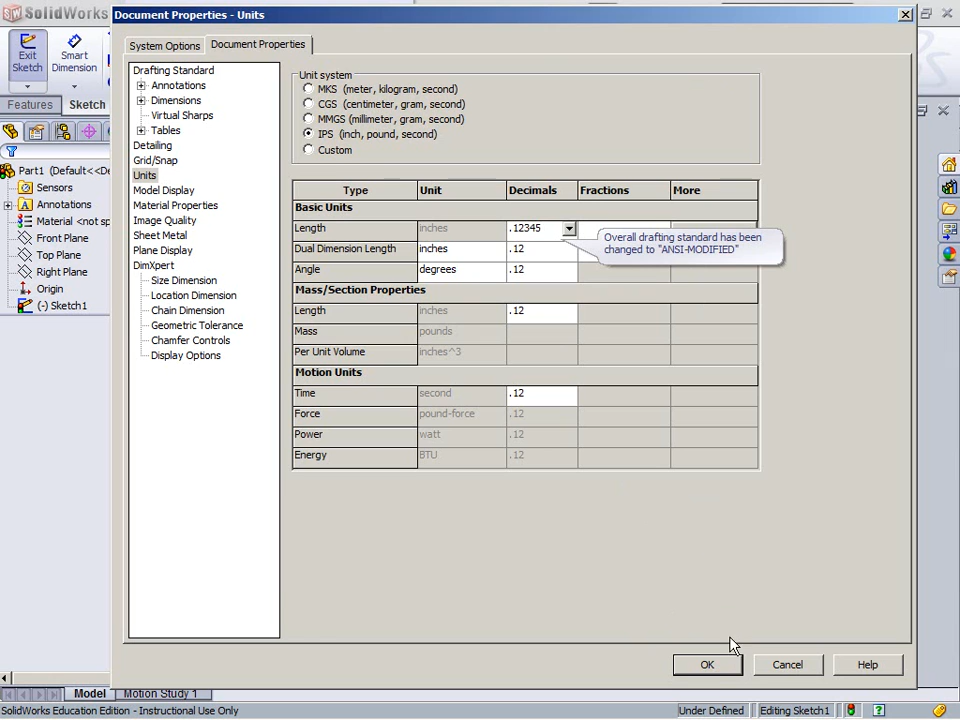 SolidWorks
Document Properties - Units
Exit
Sketch
Smart
Dimension
Features
Sketch
System Options
Document Properties
Part1 (Default<<De
Sensors
Annotations
Material <not sp
Front Plane
Top Plane
Right Plane
Origin
(-) Sketch1
Drafting Standard
Annotations
Dimensions
Virtual Sharps
Tables
Detailing
Grid/Snap
Units
Model Display
Material Properties
Image Quality
Sheet Metal
Plane Display
DimXpert
Size Dimension
Location Dimension
Chain Dimension
Geometric Tolerance
Chamfer Controls
Display Options
Unit system
MKS (meter, kilogram, second)
CGS (centimeter, gram, second)
MMGS (millimeter, gram, second)
IPS (inch, pound, second)
Custom
Type Unit Decimals Fractions More
Basic Units
Length inches .12345
Dual Dimension Length inches .12
Angle degrees .12
Overall drafting standard has been
changed to "ANSI-MODIFIED"
Mass/Section Properties
Length inches .12
Mass pounds
Per Unit Volume inches^3
Motion Units
Time second .12
Force pound-force .12
Power watt .12
Energy BTU .12
OK Cancel Help
Model Motion Study 1
SolidWorks Education Edition - Instructional Use Only
Under Defined Editing Sketch1